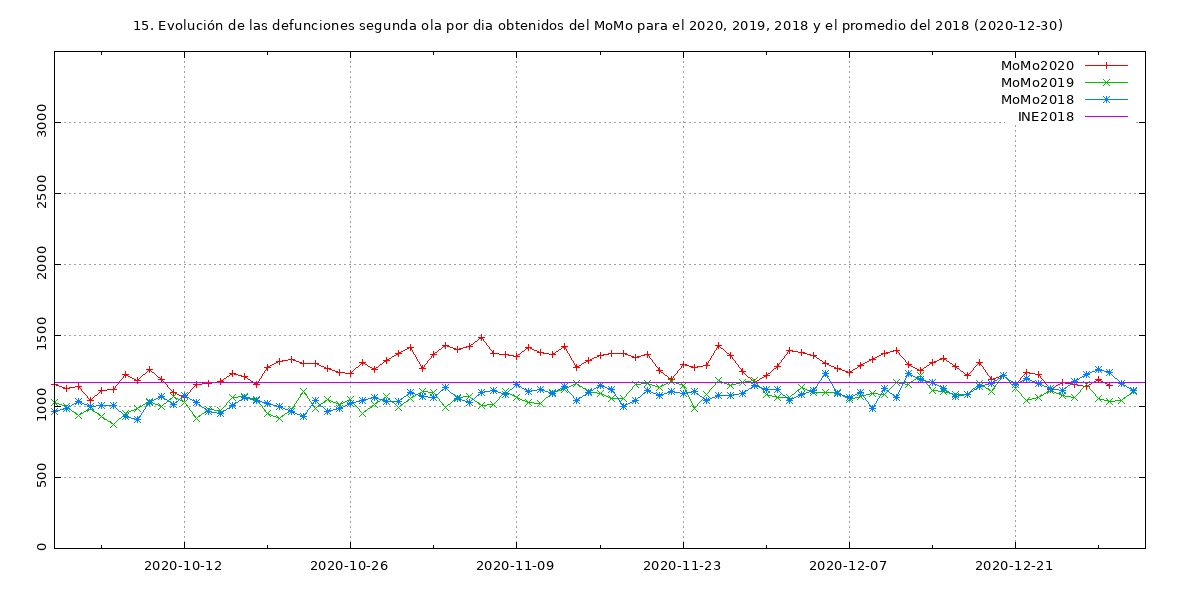 15. Evolución de las defunciones segunda ola por dia obtenidos del MoMo para el 2020, 2019, 2018 y el promedio del 2018 (2020-12-30)
MoMo2020
MoMo2019
MoMo2018
INE2018
3000
2500
2000
1500
1000
500
0
2020-10-12 2020-10-26 2020-11-09 2020-11-23 2020-12-07 2020-12-21